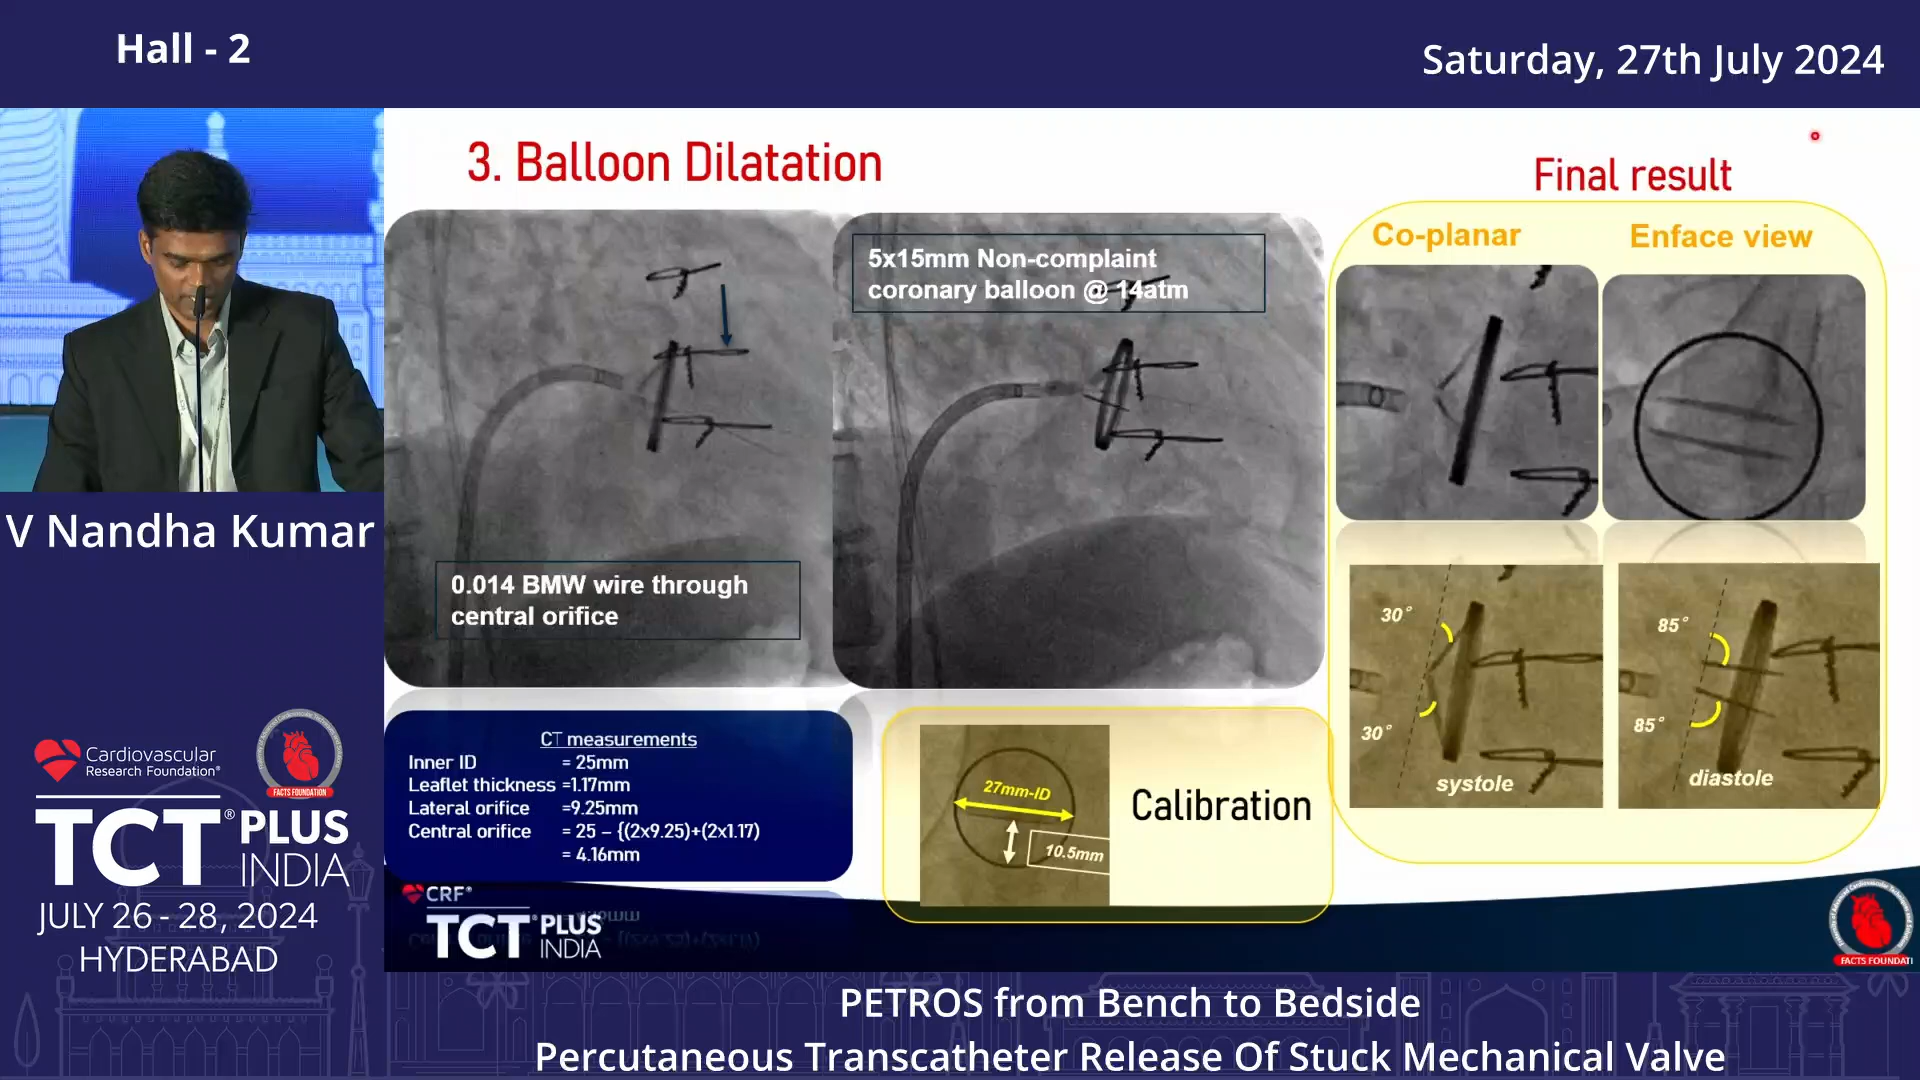 Hall - 2
Saturday, 27th July 2024
V Nandha Kumar
Cardiovascular
Research Foundation®
FACTS FOUNDATION
TCT® PLUS
INDIA
JULY 26 - 28, 2024
HYDERABAD
3. Balloon Dilatation
0.014 BMW wire through
central orifice
5x15mm Non-complaint
coronary balloon @ 14atm
Final result
Co-planar
Enface view
30°
30°
systole
85°
85°
diastole
CT measurements
Inner ID = 25mm
Leaflet thickness =1.17mm
Lateral orifice =9.25mm
Central orifice = 25 – {(2x9.25)+(2x1.17)
= 4.16mm
27mm-ID
10.5mm
Calibration
CRF®
TCT® PLUS
INDIA
FACTS FOUNDATI
PETROS from Bench to Bedside
Percutaneous Transcatheter Release Of Stuck Mechanical Valve